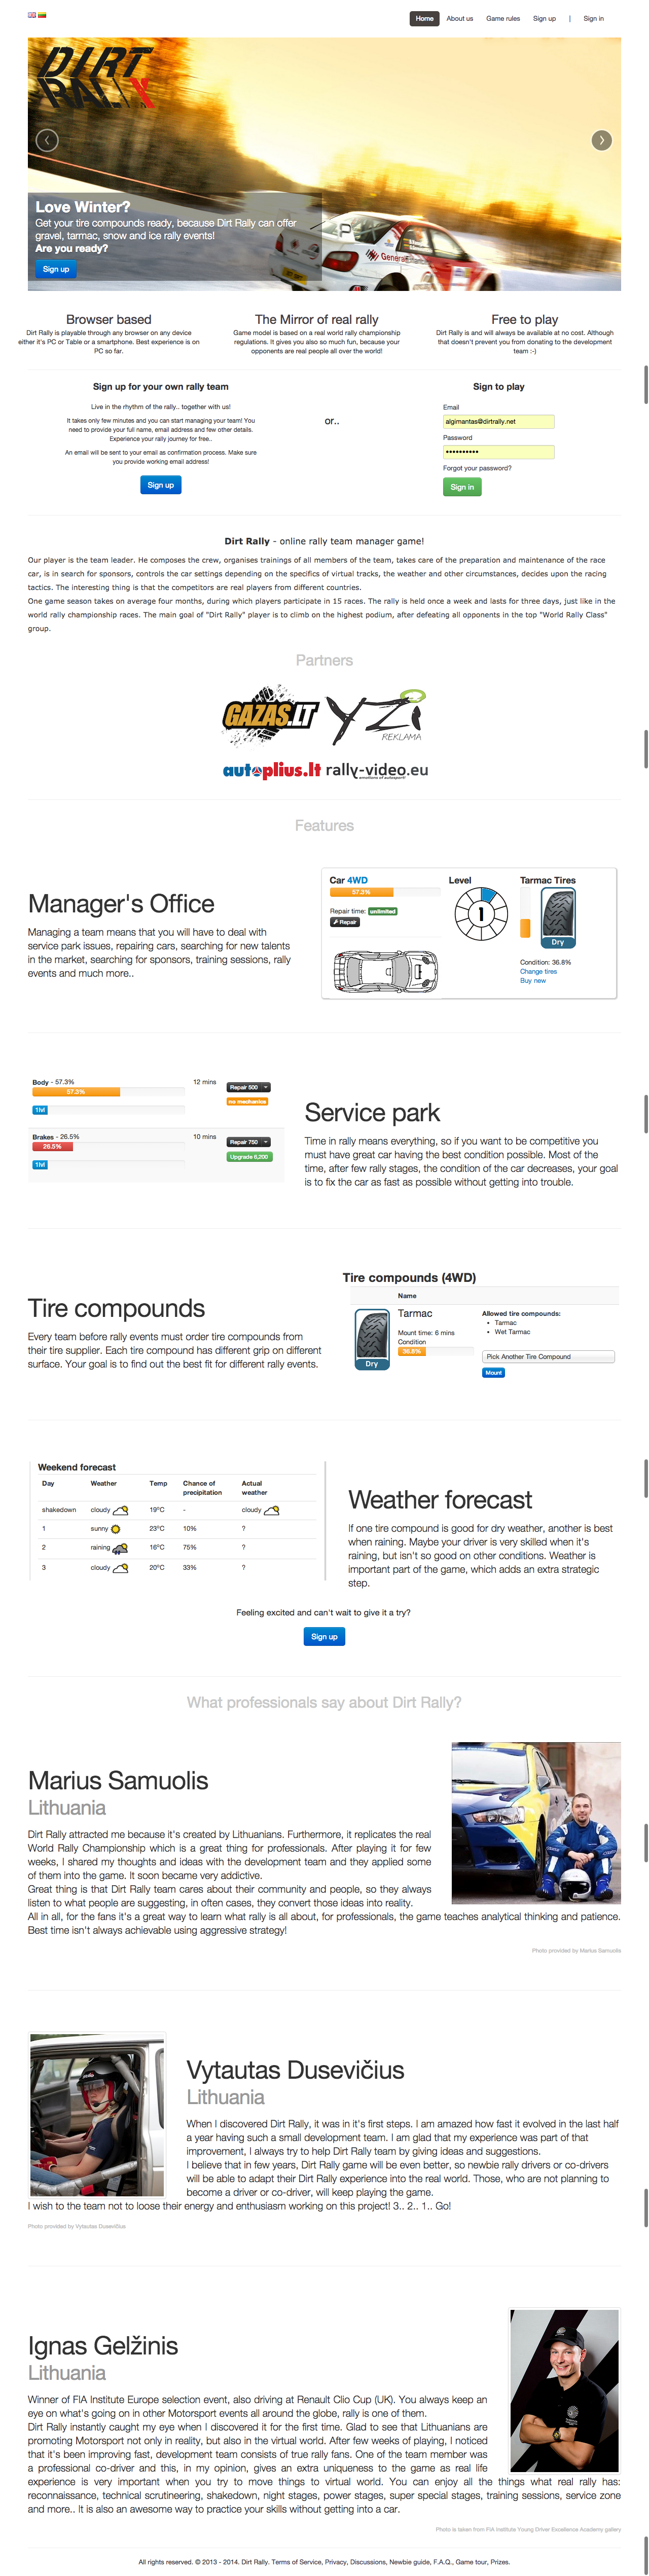 Home About us Game rules Sign up | Sign in
DIRT
RALLY
Love Winter?
Get your tire compounds ready, because Dirt Rally can offer
gravel, tarmac, snow and ice rally events!
Are you ready?
Sign up
Browser based
Dirt Rally is playable through any browser on any device
either it's PC or Table or a smartphone. Best experience is on
PC so far.
The Mirror of real rally
Game model is based on a real world rally championship
regulations. It gives you also so much fun, because your
opponents are real people all over the world!
Free to play
Dirt Rally is and will always be available at no cost. Although
that doesn't prevent you from donating to the development
team :-)
Sign up for your own rally team
Live in the rhythm of the rally.. together with us!
It takes only few minutes and you can start managing your team! You
need to provide your full name, email address and few other details.
Experience your rally journey for free..
An email will be sent to your email as confirmation process. Make sure
you provide working email address!
Sign up
or..
Sign to play
Email
algimantas@dirtrally.net
Password
••••••••••
Forgot your password?
Sign in
Dirt Rally - online rally team manager game!
Our player is the team leader. He composes the crew, organises trainings of all members of the team, takes care of the preparation and maintenance of the race
car, is in search for sponsors, controls the car settings depending on the specifics of virtual tracks, the weather and other circumstances, decides upon the racing
tactics. The interesting thing is that the competitors are real players from different countries.
One game season takes on average four months, during which players participate in 15 races. The rally is held once a week and lasts for three days, just like in the
world rally championship races. The main goal of "Dirt Rally" player is to climb on the highest podium, after defeating all opponents in the top "World Rally Class"
group.
Partners
GAZAS.LT
YZI
REKLAMA
autoplius.lt
rally-video.eu
emotions of autosport!
Features
Manager's Office
Managing a team means that you will have to deal with
service park issues, repairing cars, searching for new talents
in the market, searching for sponsors, training sessions, rally
events and much more..
Car 4WD
57.3%
Repair time: unlimited
Repair
Level
1
Tarmac Tires
Dry
Condition: 36.8%
Change tires
Buy new
Body - 57.3%
57.3%
1lvl
12 mins
Repair 500
no mechanics
Brakes - 26.5%
26.5%
1lvl
10 mins
Repair 750
Upgrade 6,200
Service park
Time in rally means everything, so if you want to be competitive you
must have great car having the best condition possible. Most of the
time, after few rally stages, the condition of the car decreases, your goal
is to fix the car as fast as possible without getting into trouble.
Tire compounds
Every team before rally events must order tire compounds from
their tire supplier. Each tire compound has different grip on different
surface. Your goal is to find out the best fit for different rally events.
Tire compounds (4WD)
Name
Dry
Tarmac
Mount time: 6 mins
Condition
36.8%
Allowed tire compounds:
• Tarmac
• Wet Tarmac
Pick Another Tire Compound
Mount
Weekend forecast
Day Weather Temp Chance of precipitation Actual weather
shakedown cloudy 19°C - cloudy
1 sunny 23°C 10% ?
2 raining 16°C 75% ?
3 cloudy 20°C 33% ?
Weather forecast
If one tire compound is good for dry weather, another is best
when raining. Maybe your driver is very skilled when it's
raining, but isn't so good on other conditions. Weather is
important part of the game, which adds an extra strategic
step.
Feeling excited and can't wait to give it a try?
Sign up
What professionals say about Dirt Rally?
Marius Samuolis
Lithuania
Dirt Rally attracted me because it's created by Lithuanians. Furthermore, it replicates the real
World Rally Championship which is a great thing for professionals. After playing it for few
weeks, I shared my thoughts and ideas with the development team and they applied some
of them into the game. It soon became very addictive.
Great thing is that Dirt Rally team cares about their community and people, so they always
listen to what people are suggesting, in often cases, they convert those ideas into reality.
All in all, for the fans it's a great way to learn what rally is all about, for professionals, the game teaches analytical thinking and patience.
Best time isn't always achievable using aggressive strategy!
Photo provided by Marius Samuolis
Vytautas Dusevičius
Lithuania
When I discovered Dirt Rally, it was in it's first steps. I am amazed how fast it evolved in the last half
a year having such a small development team. I am glad that my experience was part of that
improvement, I always try to help Dirt Rally team by giving ideas and suggestions.
I believe that in few years, Dirt Rally game will be even better, so newbie rally drivers or co-drivers
will be able to adapt their Dirt Rally experience into the real world. Those, who are not planning to
become a driver or co-driver, will keep playing the game.
I wish to the team not to loose their energy and enthusiasm working on this project! 3.. 2.. 1.. Go!
Photo provided by Vytautas Dusevičius
Ignas Gelžinis
Lithuania
Winner of FIA Institute Europe selection event, also driving at Renault Clio Cup (UK). You always keep an
eye on what's going on in other Motorsport events all around the globe, rally is one of them.
Dirt Rally instantly caught my eye when I discovered it for the first time. Glad to see that Lithuanians are
promoting Motorsport not only in reality, but also in the virtual world. After few weeks of playing, I noticed
that it's been improving fast, development team consists of true rally fans. One of the team member was
a professional co-driver and this, in my opinion, gives an extra uniqueness to the game as real life
experience is very important when you try to move things to virtual world. You can enjoy all the things what real rally has:
reconnaissance, technical scrutineering, shakedown, night stages, power stages, super special stages, training sessions, service zone
and more.. It is also an awesome way to practice your skills without getting into a car.
Photo is taken from FIA Institute Young Driver Excellence Academy gallery
All rights reserved. © 2013 - 2014. Dirt Rally. Terms of Service, Privacy, Discussions, Newbie guide, F.A.Q., Game tour, Prizes.